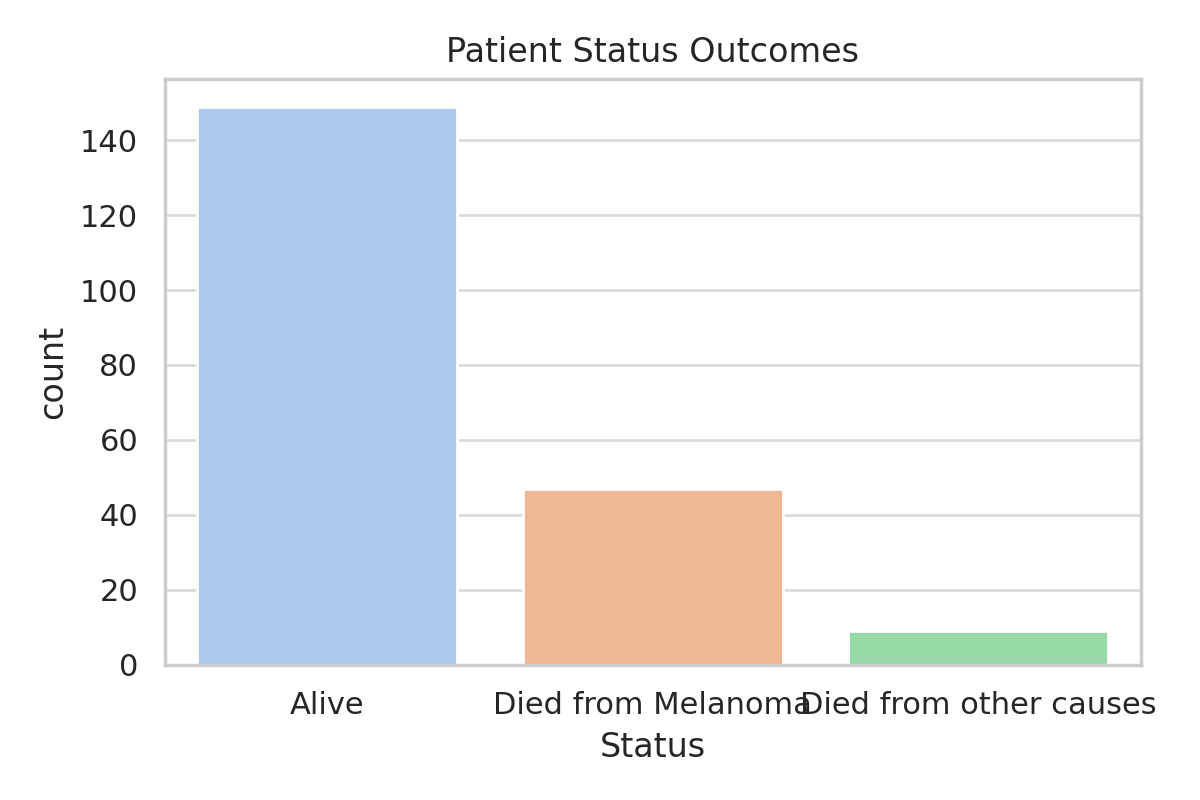 Patient Status Outcomes
140
120
100
80
60
40
20
0
count
Alive
Died from Melanoma
Died from other causes
Status